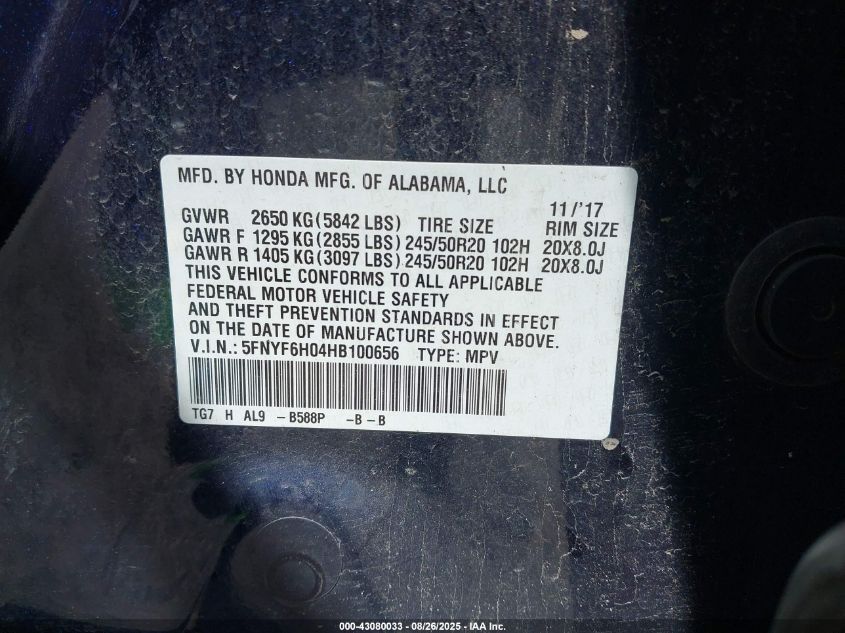 MFD. BY HONDA MFG. OF ALABAMA, LLC
11/'17
GVWR 2650 KG(5842 LBS) TIRE SIZE RIM SIZE
GAWR F 1295 KG(2855 LBS) 245/50R20 102H 20X8.0J
GAWR R 1405 KG(3097 LBS) 245/50R20 102H 20X8.0J
THIS VEHICLE CONFORMS TO ALL APPLICABLE
FEDERAL MOTOR VEHICLE SAFETY
AND THEFT PREVENTION STANDARDS IN EFFECT
ON THE DATE OF MANUFACTURE SHOWN ABOVE.
V.I.N.: 5FNYF6H04HB100656 TYPE: MPV
TG7 H AL9 -B588P -B-B
000-43080033 - 08/26/2025 - IAA Inc.